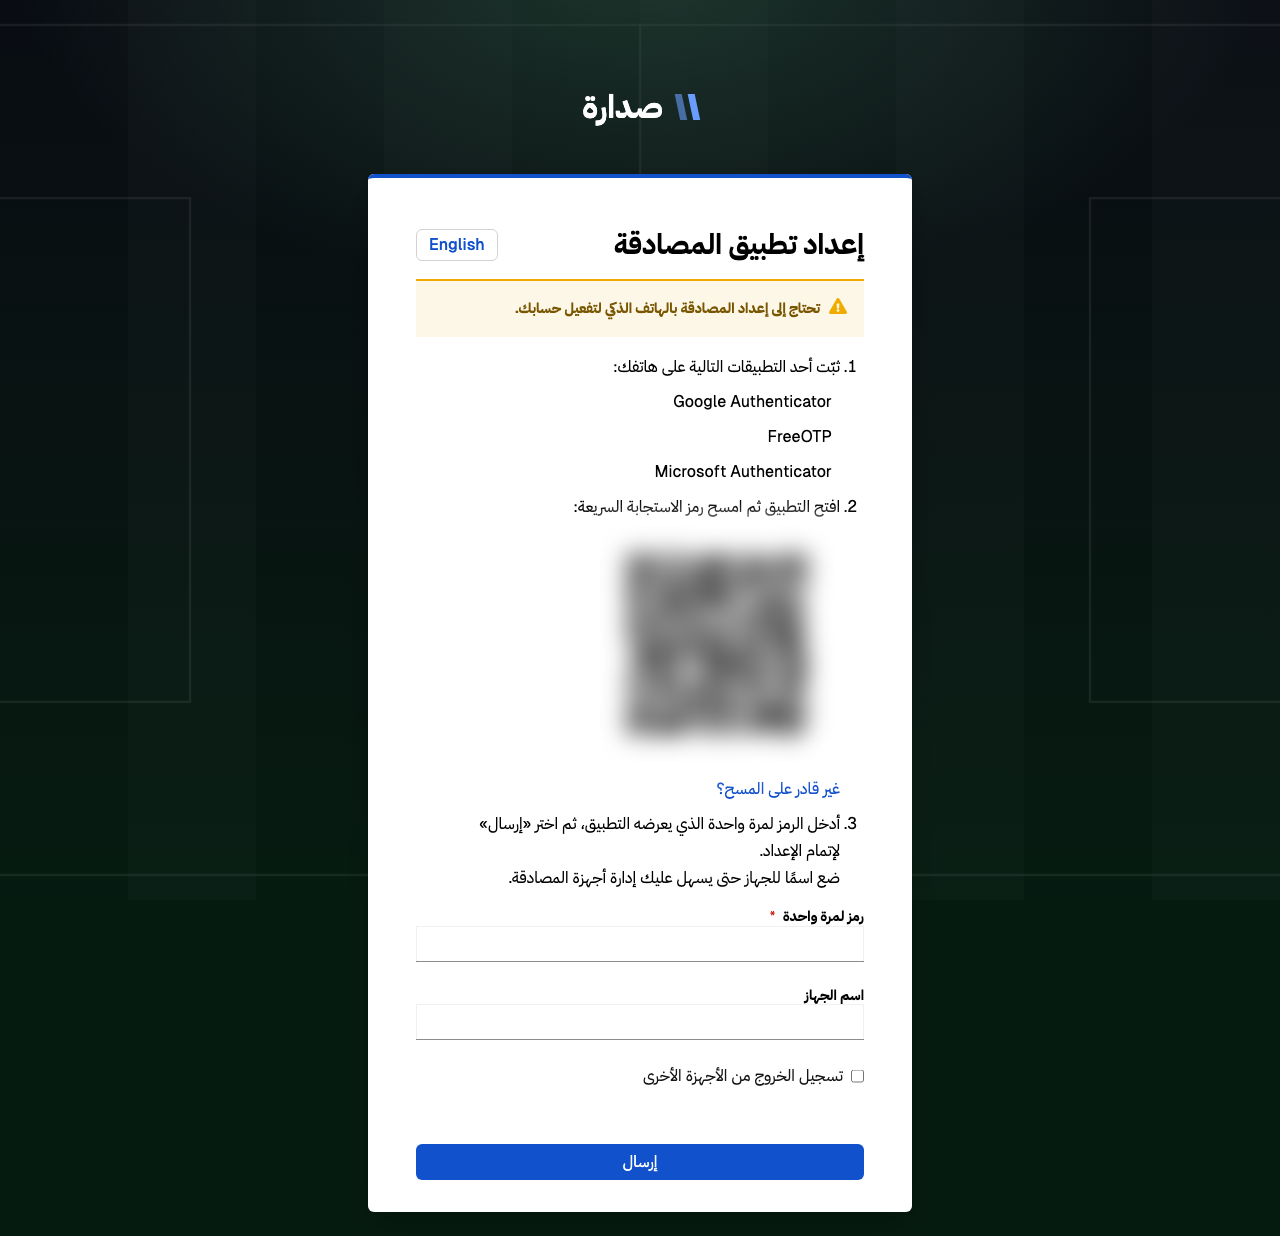 صدارة
إعداد تطبيق المصادقة
English
تحتاج إلى إعداد المصادقة بالهاتف الذكي لتفعيل حسابك.
1. ثبّت أحد التطبيقات التالية على هاتفك:
Google Authenticator
FreeOTP
Microsoft Authenticator
2. افتح التطبيق ثم امسح رمز الاستجابة السريعة:
غير قادر على المسح؟
3. أدخل الرمز لمرة واحدة الذي يعرضه التطبيق، ثم اختر «إرسال»
لإتمام الإعداد.
ضع اسمًا للجهاز حتى يسهل عليك إدارة أجهزة المصادقة.
رمز لمرة واحدة *
اسم الجهاز
تسجيل الخروج من الأجهزة الأخرى
إرسال